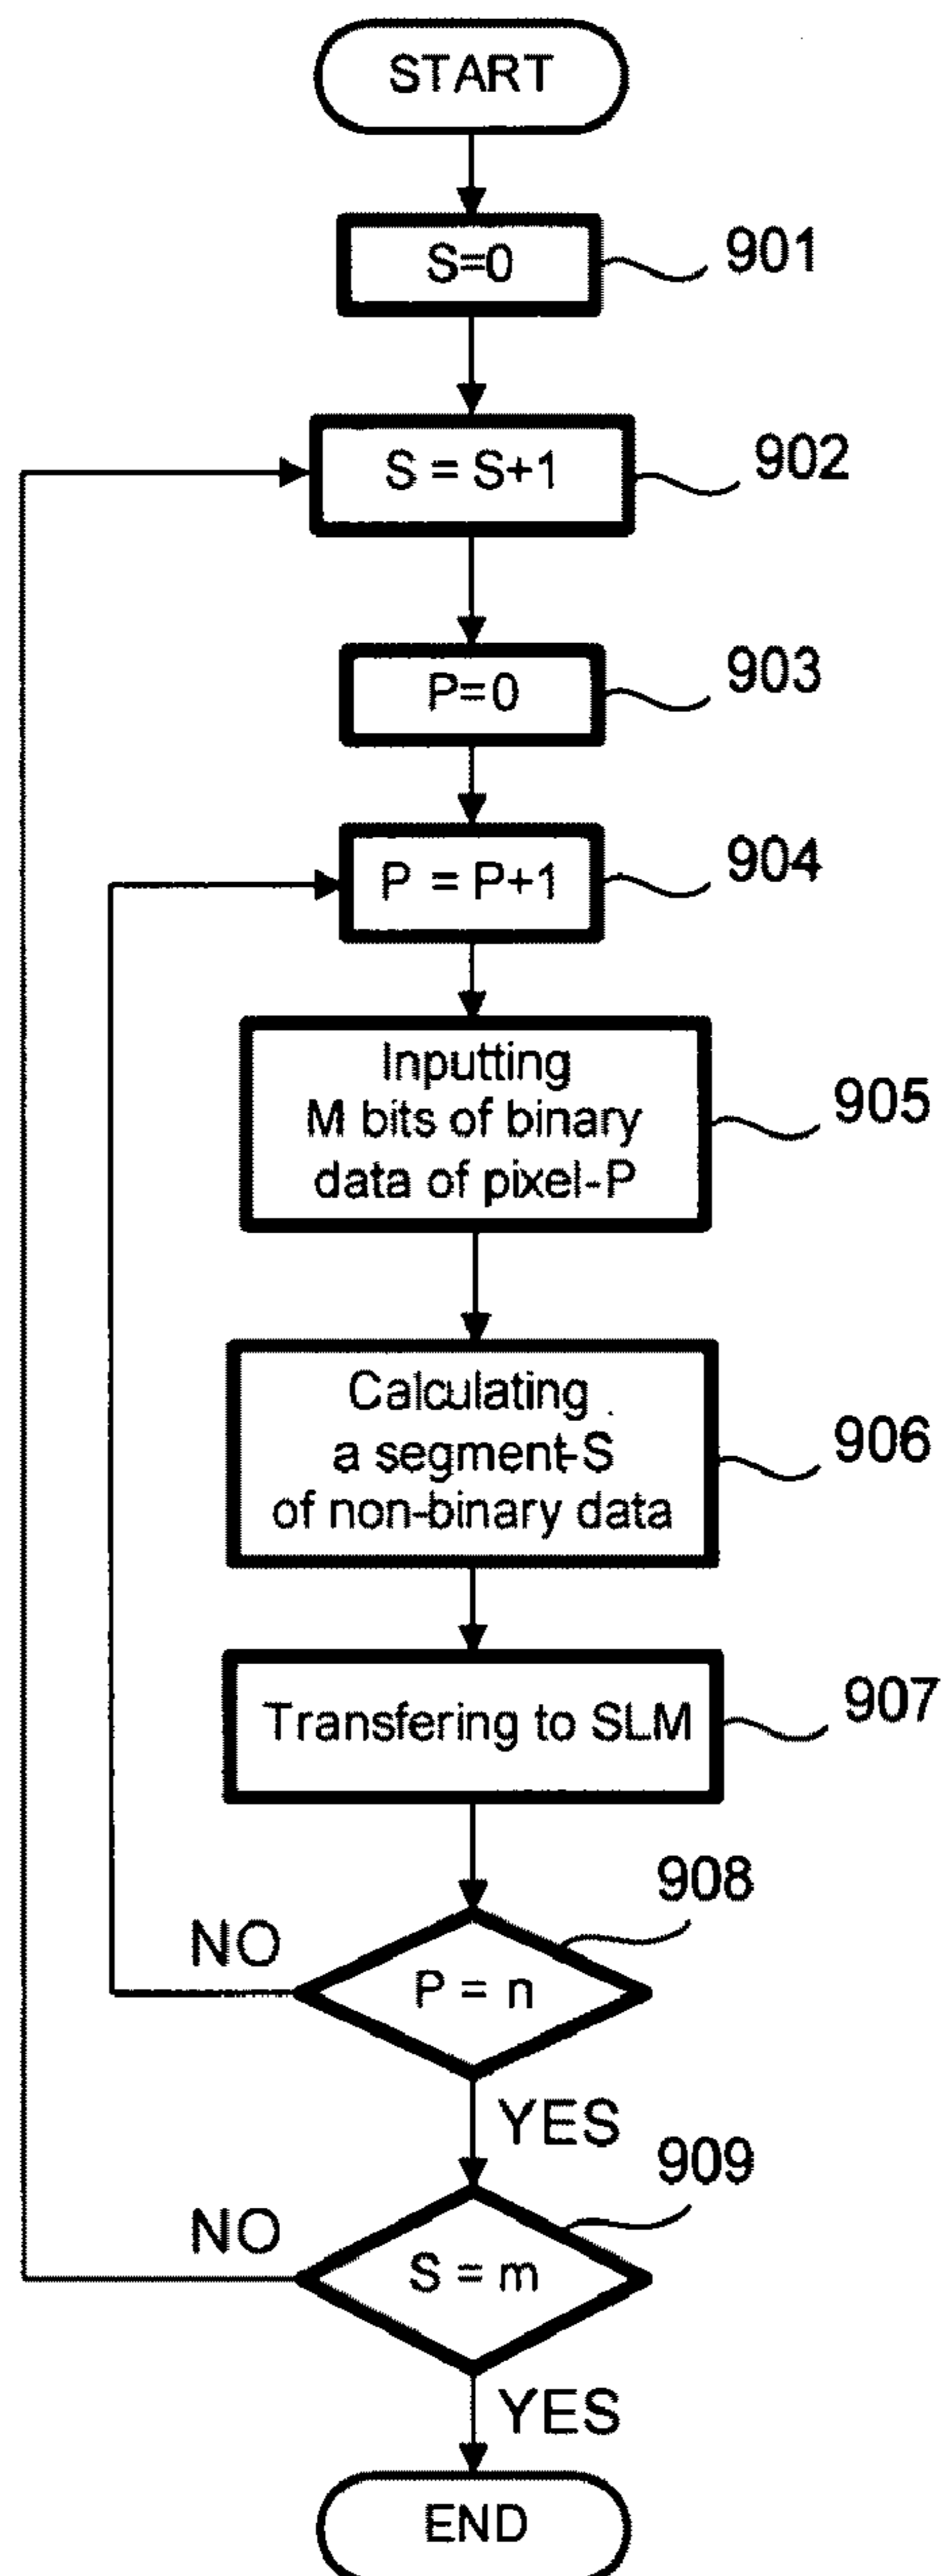 START
S=0
901
S = S+1
902
P=0
903
P = P+1
904
Inputting
M bits of binary
data of pixel-P
905
Calculating
a segment-S
of non-binary data
906
Transfering to SLM
907
908
NO
P = n
YES
909
NO
S = m
YES
END